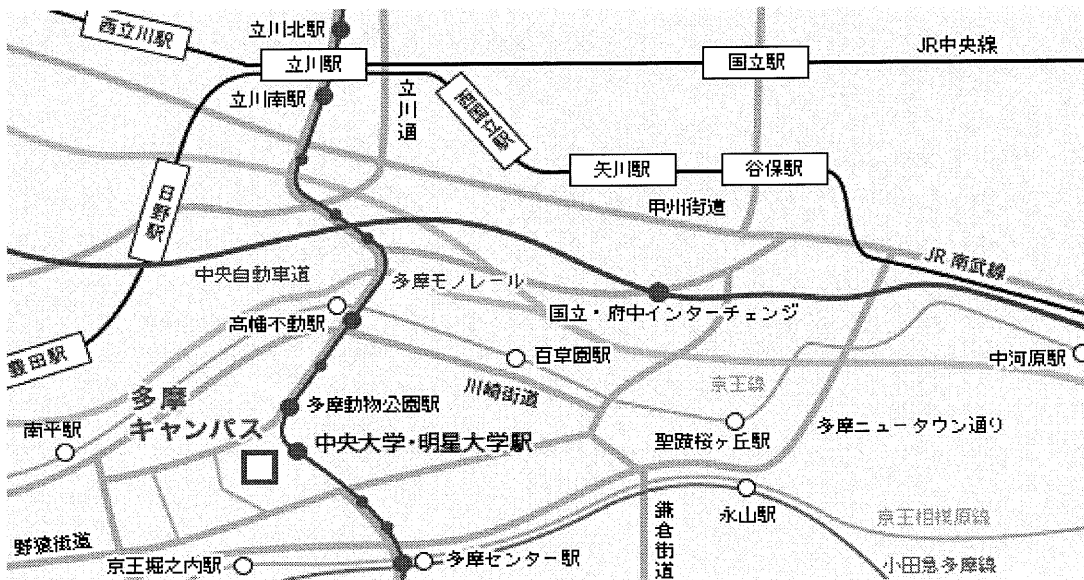 立川北駅
西立川駅
JR中央線
立川駅
国立駅
立川南駅
立川通
西国立駅
矢川駅
谷保駅
日野駅
甲州街道
JR 南武線
中央自動車道
多摩モノレール
国立・府中インターチェンジ
高幡不動駅
百草園駅
中河原駅
豊田駅
川崎街道
京王線
多摩
キャンパス
多摩動物公園駅
南平駅
中央大学・明星大学駅
聖蹟桜ヶ丘駅
多摩ニュータウン通り
鎌倉街道
永山駅
京王相模原線
野猿街道
京王堀之内駅
多摩センター駅
小田急多摩線